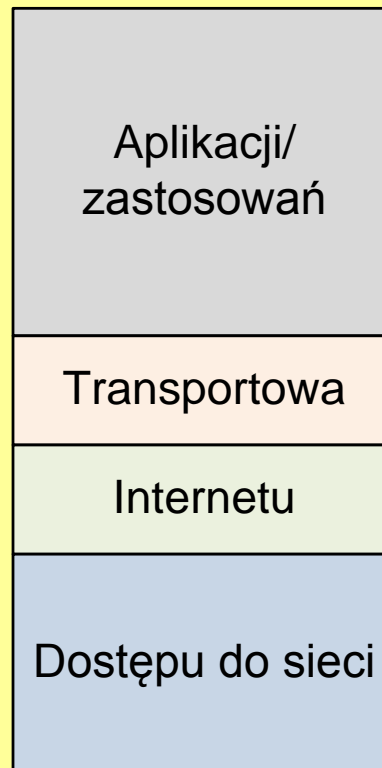 Aplikacji/
zastosowań
Transportowa
Internetu
Dostępu do sieci